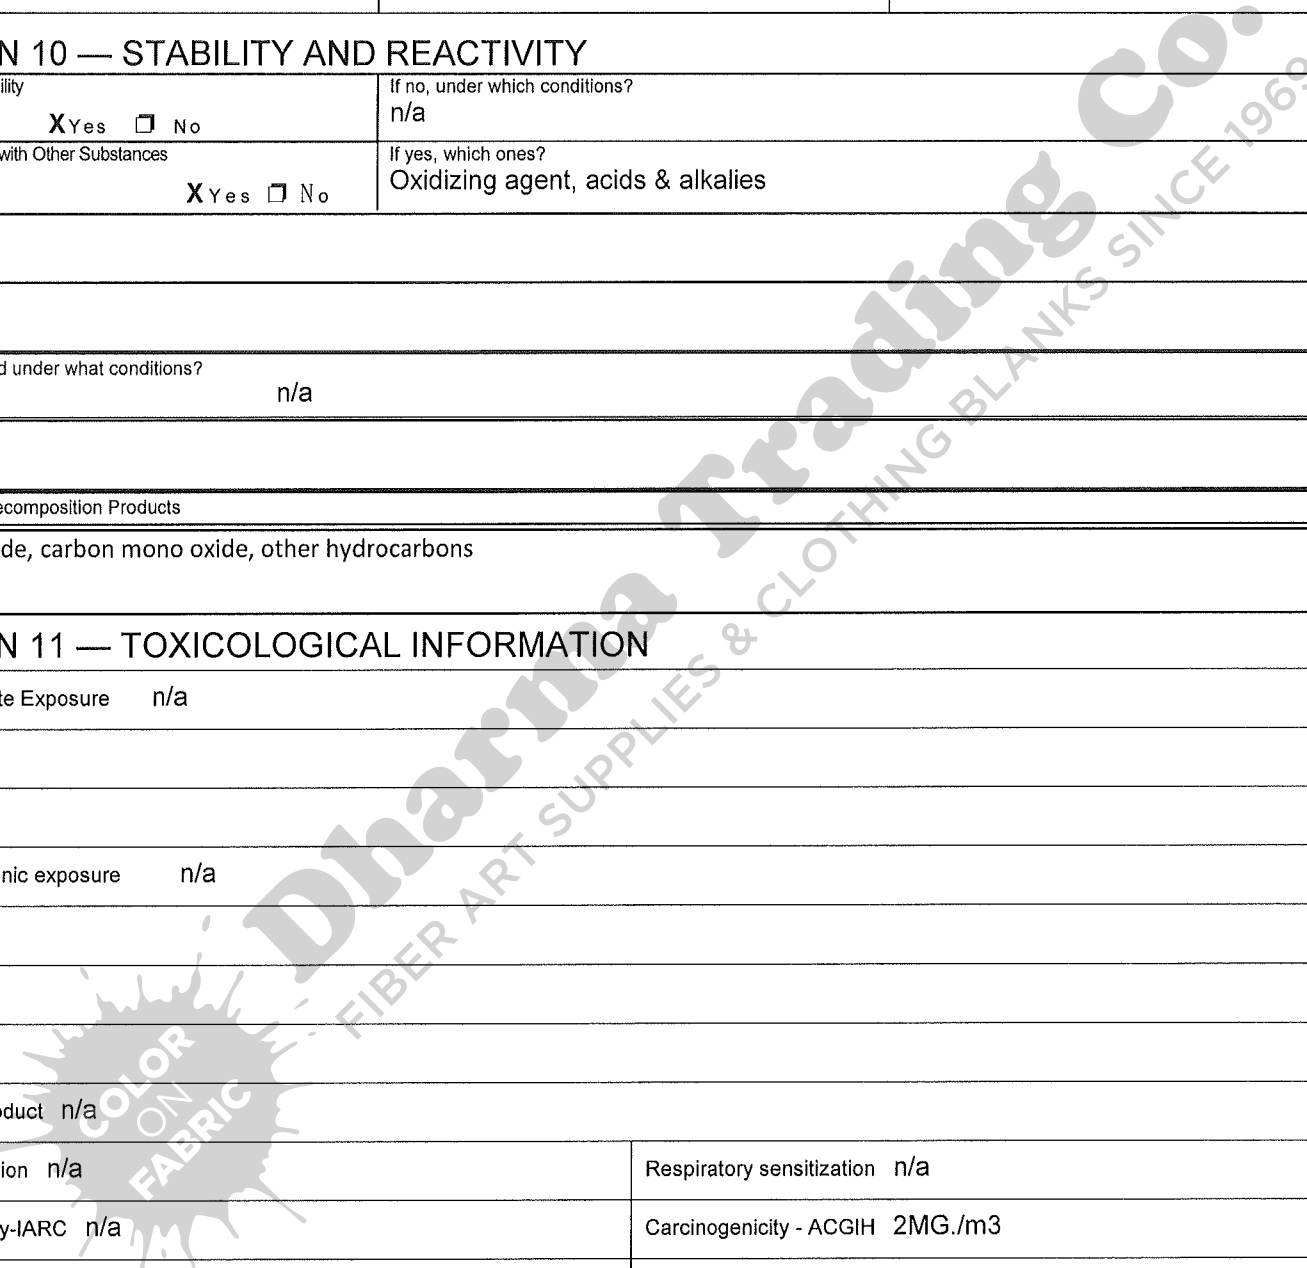 N 10 — STABILITY AND REACTIVITY
ility
If no, under which conditions?
X Yes ❒ No
n/a
with Other Substances
If yes, which ones?
X Yes ❒ No
Oxidizing agent, acids & alkalies
d under what conditions?
n/a
ecomposition Products
de, carbon mono oxide, other hydrocarbons
N 11 — TOXICOLOGICAL INFORMATION
te Exposure n/a
nic exposure n/a
oduct n/a
ion n/a
Respiratory sensitization n/a
y-IARC n/a
Carcinogenicity - ACGIH 2MG./m3
Dharma Trading Co.
FIBER ART SUPPLIES & CLOTHING BLANKS SINCE 1969
COLOR
ON
FABRIC